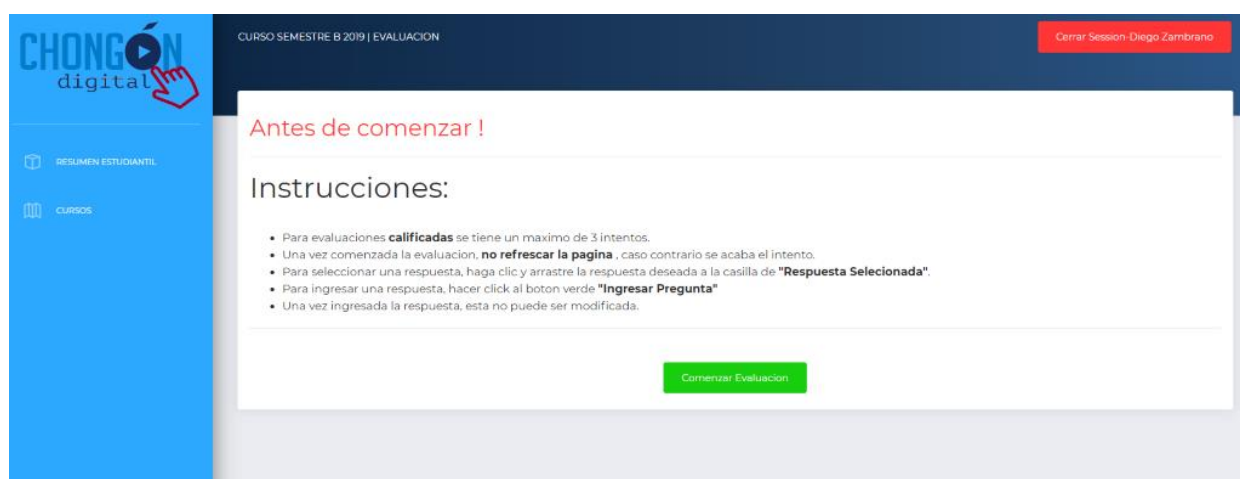 CHONGÓN
digital
CURSO SEMESTRE B 2019 | EVALUACION
Cerrar Session-Diego Zambrano
RESUMEN ESTUDIANTIL
CURSOS
Antes de comenzar !
Instrucciones:
Para evaluaciones calificadas se tiene un maximo de 3 intentos.
Una vez comenzada la evaluacion, no refrescar la pagina , caso contrario se acaba el intento.
Para seleccionar una respuesta, haga clic y arrastre la respuesta deseada a la casilla de "Respuesta Selecionada".
Para ingresar una respuesta, hacer click al boton verde "Ingresar Pregunta"
Una vez ingresada la respuesta, esta no puede ser modificada.
Comenzar Evaluacion